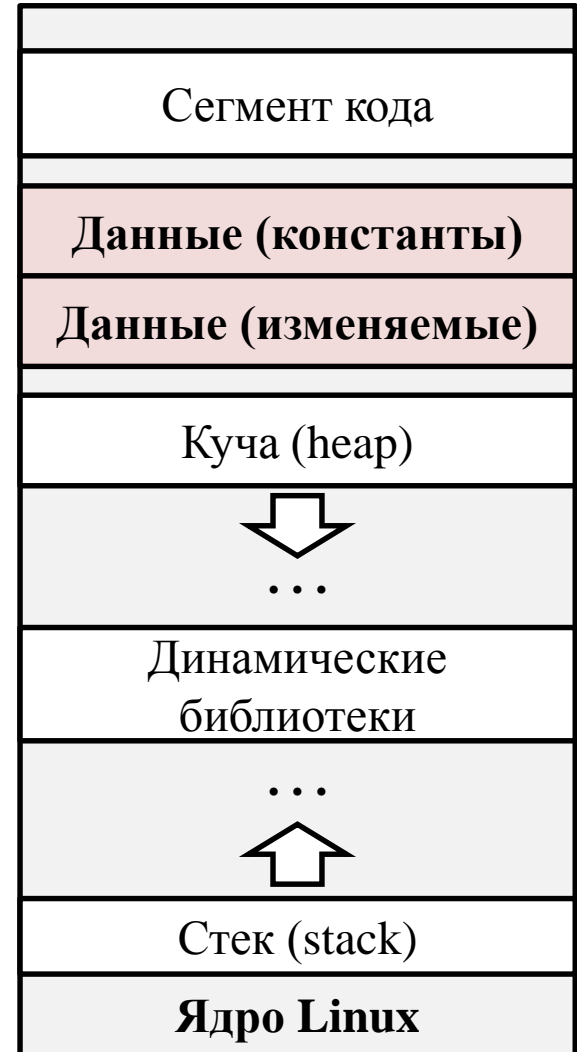 Сегмент кода
Данные (константы)
Данные (изменяемые)
Куча (heap)
...
Динамические
библиотеки
...
Стек (stack)
Ядро Linux